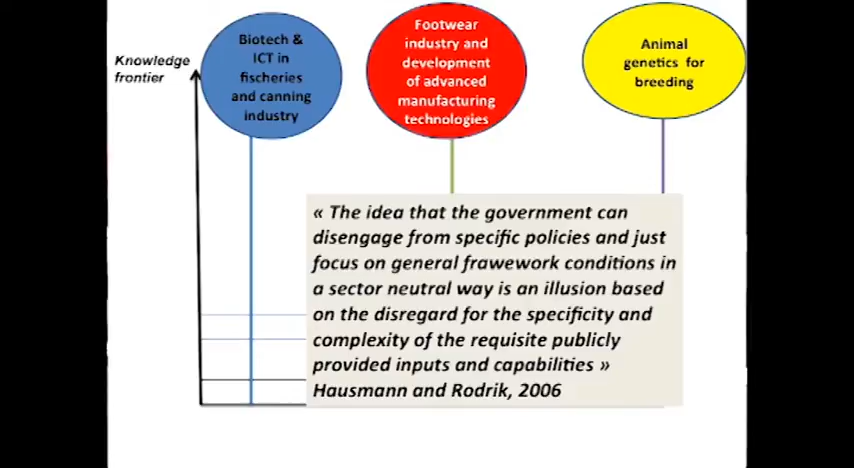 Knowledge
frontier
Biotech &
ICT in
fischeries
and canning
industry
Footwear
industry and
development
of advanced
manufacturing
technologies
Animal
genetics for
breeding
« The idea that the government can
disengage from specific policies and just
focus on general frawework conditions in
a sector neutral way is an illusion based
on the disregard for the specificity and
complexity of the requisite publicly
provided inputs and capabilities »
Hausmann and Rodrik, 2006